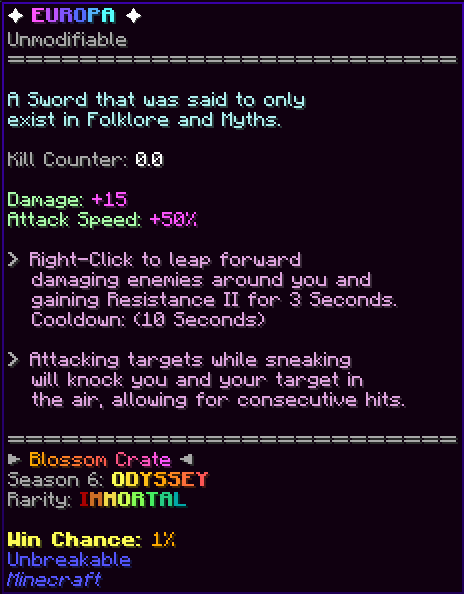 ✦ EUROPA ✦
Unmodifiable
A Sword that was said to only
exist in Folklore and Myths.
Kill Counter: 0.0
Damage: +15
Attack Speed: +50%
> Right-Click to leap forward
damaging enemies around you and
gaining Resistance II for 3 Seconds.
Cooldown: (10 Seconds)
> Attacking targets while sneaking
will knock you and your target in
the air, allowing for consecutive hits.
► Blossom Crate ◄
Season 6: ODYSSEY
Rarity: IMMORTAL
Win Chance: 1%
Unbreakable
Minecraft